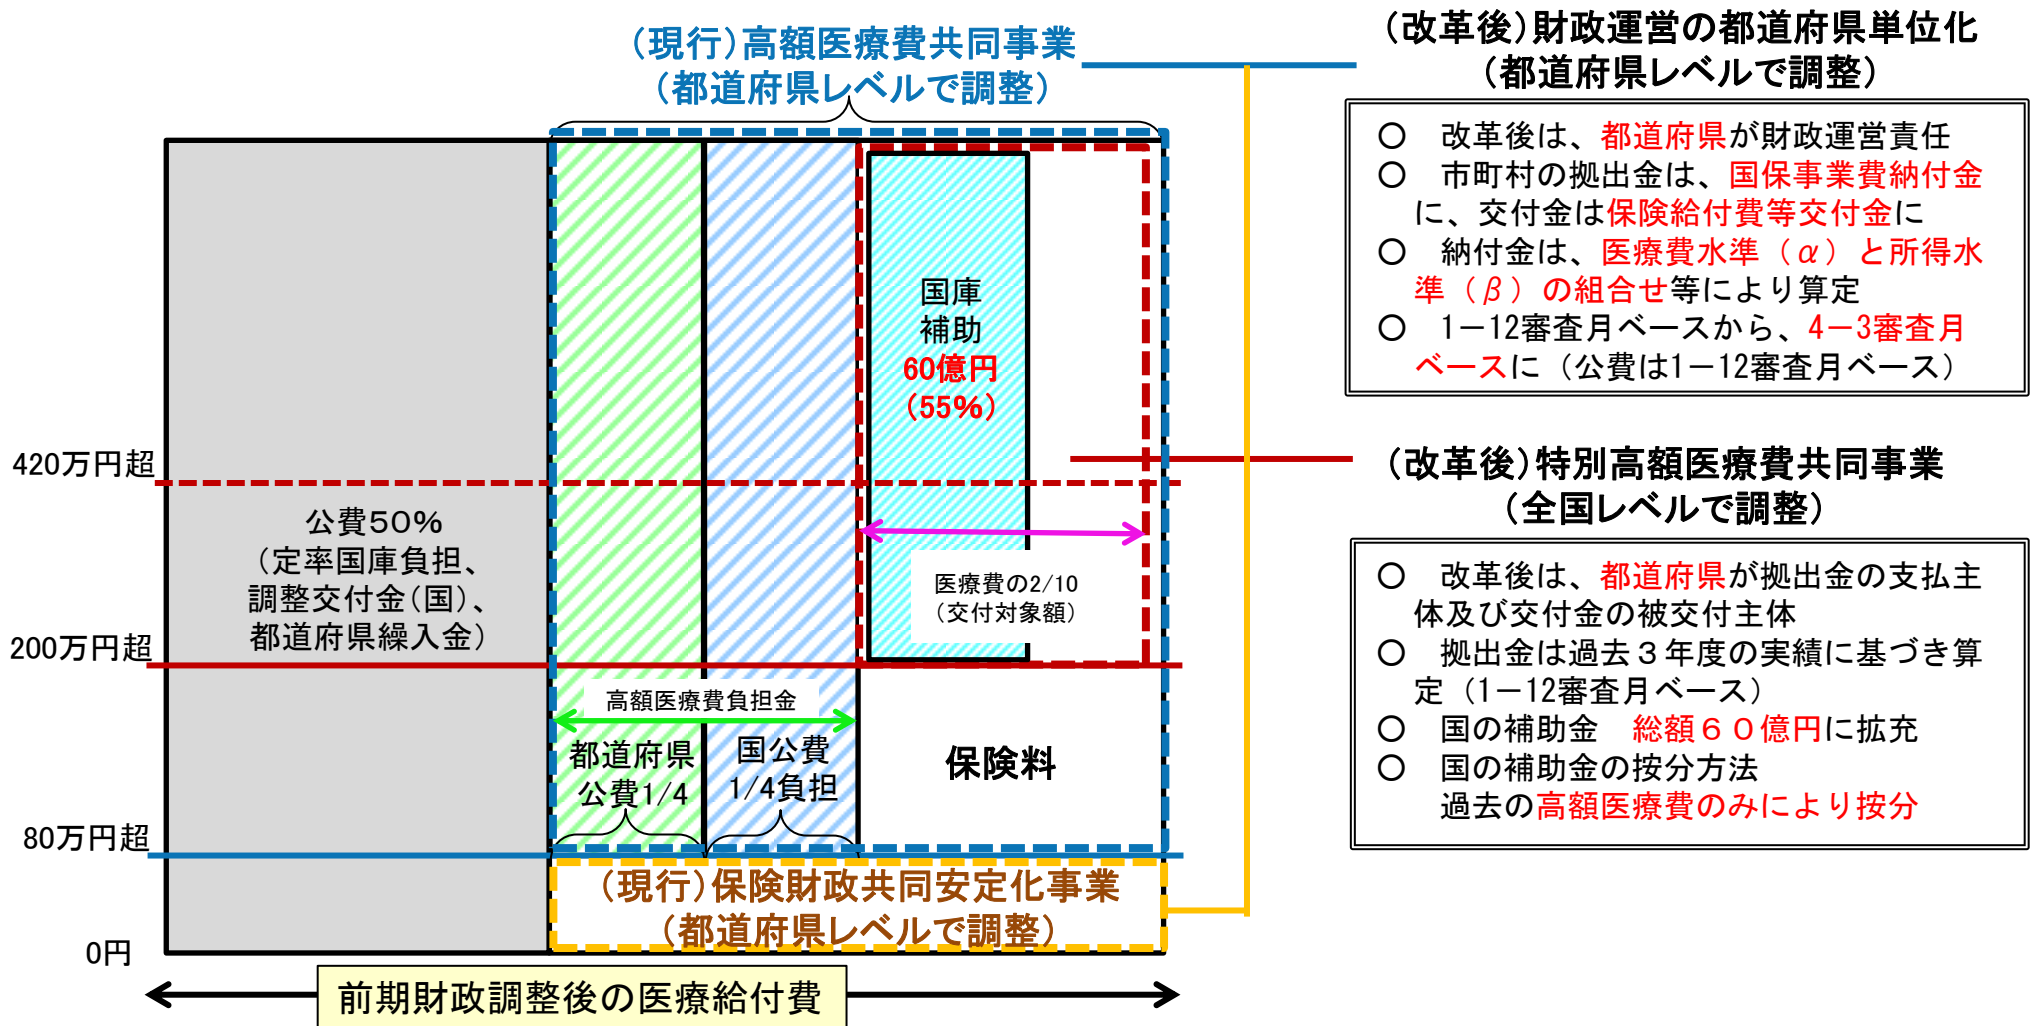 （現行）高額医療費共同事業
（都道府県レベルで調整）
（改革後）財政運営の都道府県単位化
（都道府県レベルで調整）
○　改革後は、都道府県が財政運営責任
○　市町村の拠出金は、国保事業費納付金
に、交付金は保険給付費等交付金に
○　納付金は、医療費水準（α）と所得水
準（β）の組合せ等により算定
○　1－12審査月ベースから、4－3審査月
ベースに（公費は1－12審査月ベース）
国庫
補助
60億円
（55%）
420万円超
公費50%
（定率国庫負担、
調整交付金（国）、
都道府県繰入金）
医療費の2/10
（交付対象額）
200万円超
高額医療費負担金
都道府県
公費1/4
国公費
1/4負担
保険料
80万円超
（現行）保険財政共同安定化事業
（都道府県レベルで調整）
0円
前期財政調整後の医療給付費
（改革後）特別高額医療費共同事業
（全国レベルで調整）
○　改革後は、都道府県が拠出金の支払主
体及び交付金の被交付主体
○　拠出金は過去３年度の実績に基づき算
定（1－12審査月ベース）
○　国の補助金　総額６０億円に拡充
○　国の補助金の按分方法
過去の高額医療費のみにより按分